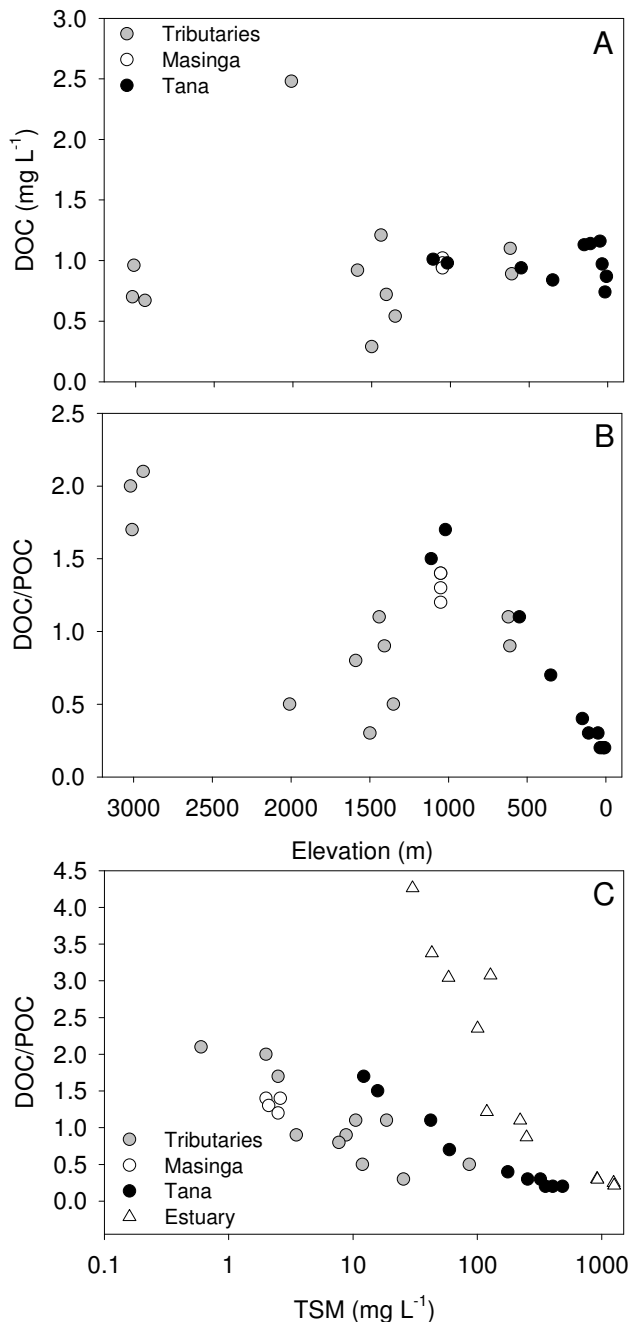 3.0
Tributaries
A
Masinga
2.5
Tana
2.0
DOC (mg L⁻¹)
1.5
1.0
0.5
0.0
2.5
B
2.0
DOC/POC
1.5
1.0
0.5
0.0
3000 2500 2000 1500 1000 500 0
Elevation (m)
4.5
C
4.0
3.5
3.0
DOC/POC
2.5
2.0
1.5
1.0
Tributaries
Masinga
0.5
Tana
0.0
Estuary
0.1 1 10 100 1000
TSM (mg L⁻¹)